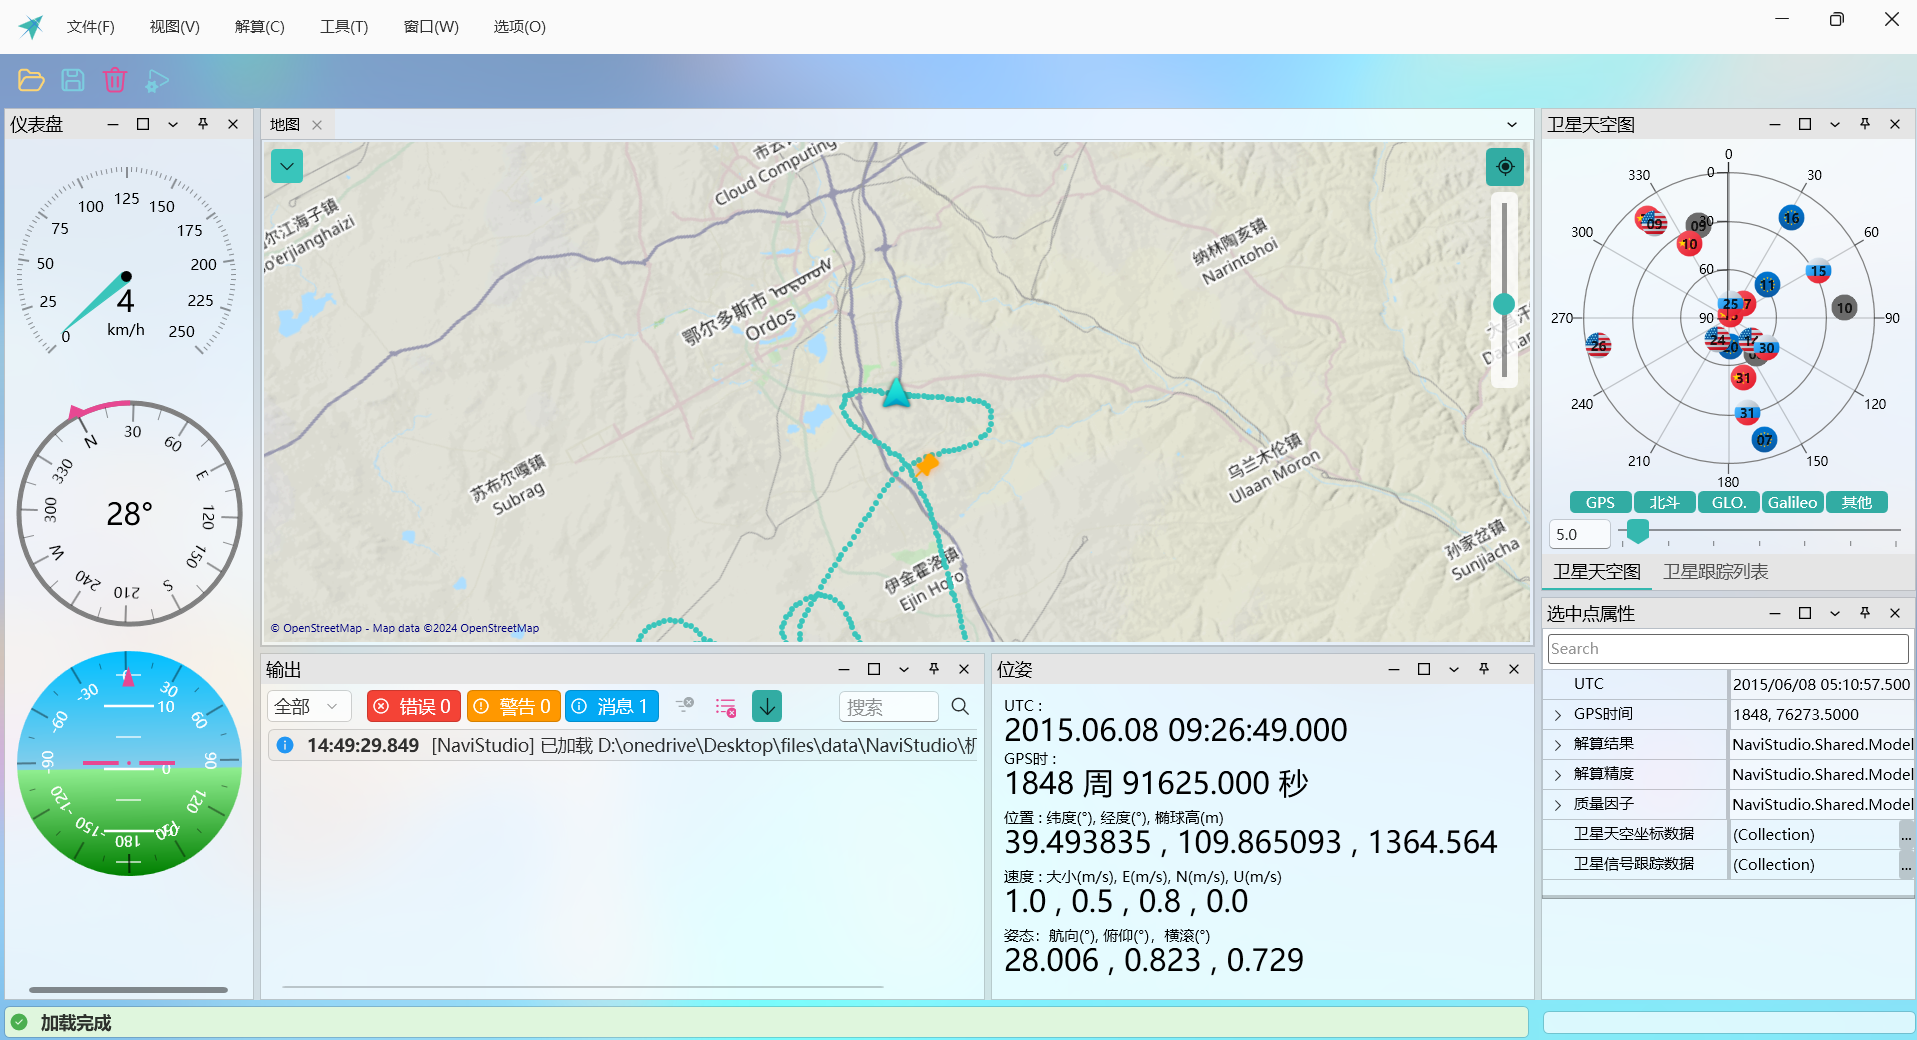 文件(F) 视图(V) 解算(C) 工具(T) 窗口(W) 选项(O)
仪表盘
0 25 50 75 100 125 150 175 200 225 250
4
km/h
N 30 60 E 120 150 S 210 240 W 300 330
28°
-30 30
-60 60
-90 90
-120 120
-150 150
180
10
0
地图
Cloud Computing
鄂尔多斯市
Ordos
纳林陶亥镇
Narintohoi
苏布尔嘎镇
Subrag
乌兰木伦镇
Ulaan Moron
伊金霍洛镇
Ejin Horo
孙家岔镇
Sunjiacha
© OpenStreetMap - Map data ©2024 OpenStreetMap
输出
全部 错误 0 警告 0 消息 1 搜索
14:49:29.849 [NaviStudio] 已加载 D:\onedrive\Desktop\files\data\NaviStudio\
位姿
UTC :
2015.06.08 09:26:49.000
GPS时 :
1848 周 91625.000 秒
位置 : 纬度(°), 经度(°), 椭球高(m)
39.493835 , 109.865093 , 1364.564
速度 : 大小(m/s), E(m/s), N(m/s), U(m/s)
1.0 , 0.5 , 0.8 , 0.0
姿态: 航向(°), 俯仰(°), 横滚(°)
28.006 , 0.823 , 0.729
卫星天空图
0 30 60 90 120 150 180 210 240 270 300 330
0 30 60 90
09 09 10 16 15 11 10 25 26 24 30 31 31 07
GPS 北斗 GLO. Galileo 其他
5.0
卫星天空图 卫星跟踪列表
选中点属性
Search
UTC 2015/06/08 05:10:57.500
GPS时间 1848, 76273.5000
解算结果 NaviStudio.Shared.Model
解算精度 NaviStudio.Shared.Model
质量因子 NaviStudio.Shared.Model
卫星天空坐标数据 (Collection) ...
卫星信号跟踪数据 (Collection) ...
加载完成